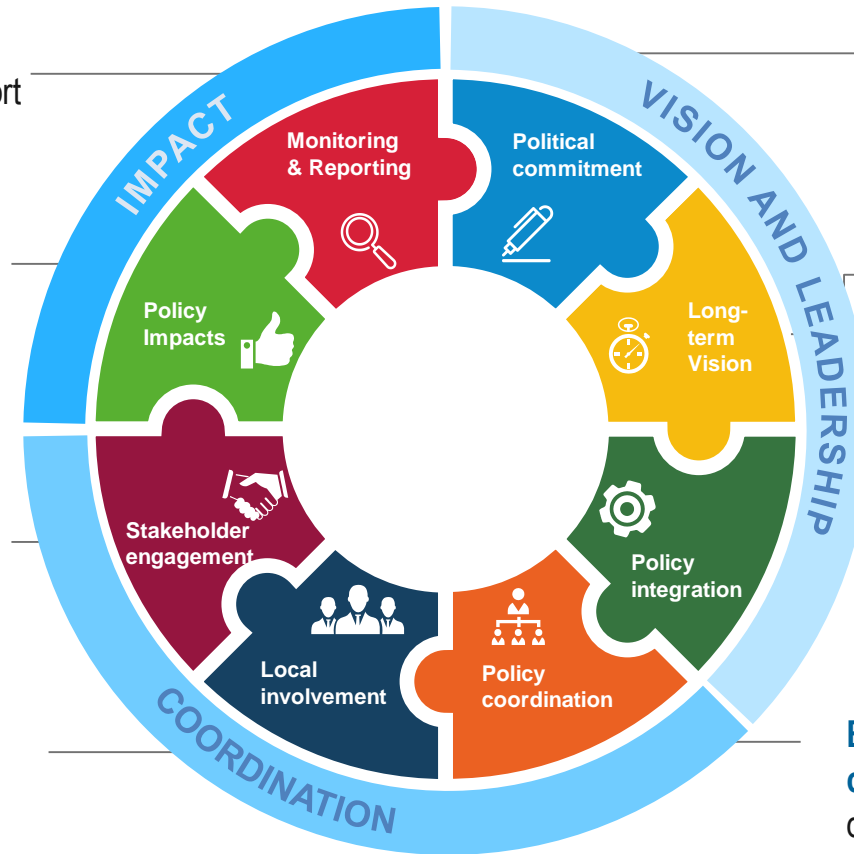 ort
IMPACT
VISION AND LEADERSHIP
Monitoring
& Reporting
Political
commitment
Policy
Impacts
Long-
term
Vision
Stakeholder
engagement
Policy
integration
Local
involvement
Policy
coordination
COORDINATION